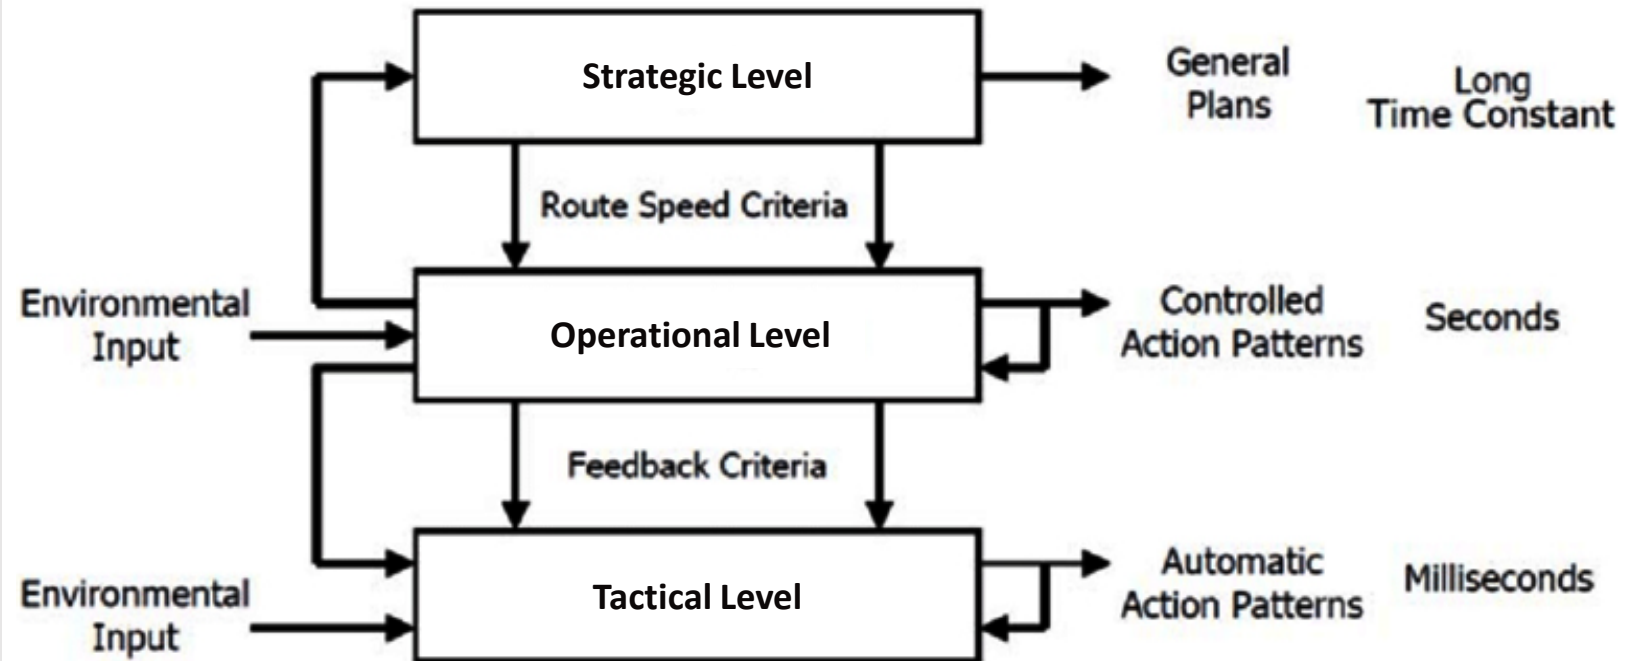 Strategic Level
General
Plans
Long
Time Constant
Route Speed Criteria
Environmental
Input
Operational Level
Controlled
Action Patterns
Seconds
Feedback Criteria
Environmental
Input
Tactical Level
Automatic
Action Patterns
Milliseconds